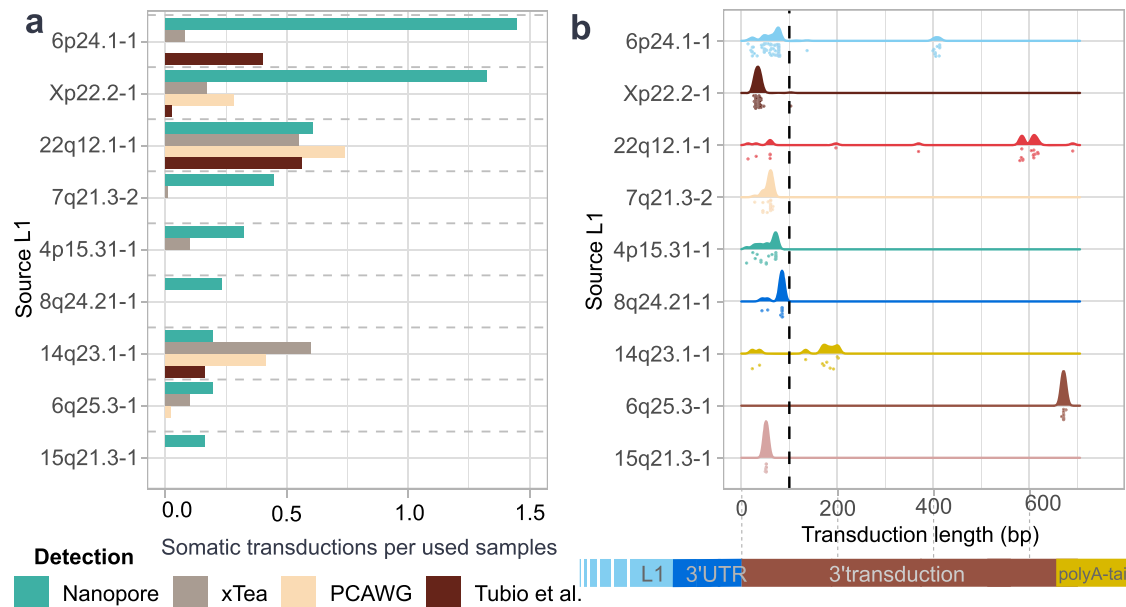 a
Source L1
6p24.1-1
Xp22.2-1
22q12.1-1
7q21.3-2
4p15.31-1
8q24.21-1
14q23.1-1
6q25.3-1
15q21.3-1
0.0 0.5 1.0 1.5
Somatic transductions per used samples
Detection
Nanopore xTea PCAWG Tubio et al.
b
Source L1
6p24.1-1
Xp22.2-1
22q12.1-1
7q21.3-2
4p15.31-1
8q24.21-1
14q23.1-1
6q25.3-1
15q21.3-1
0 200 400 600
Transduction length (bp)
L1 3'UTR 3'transduction polyA-tai